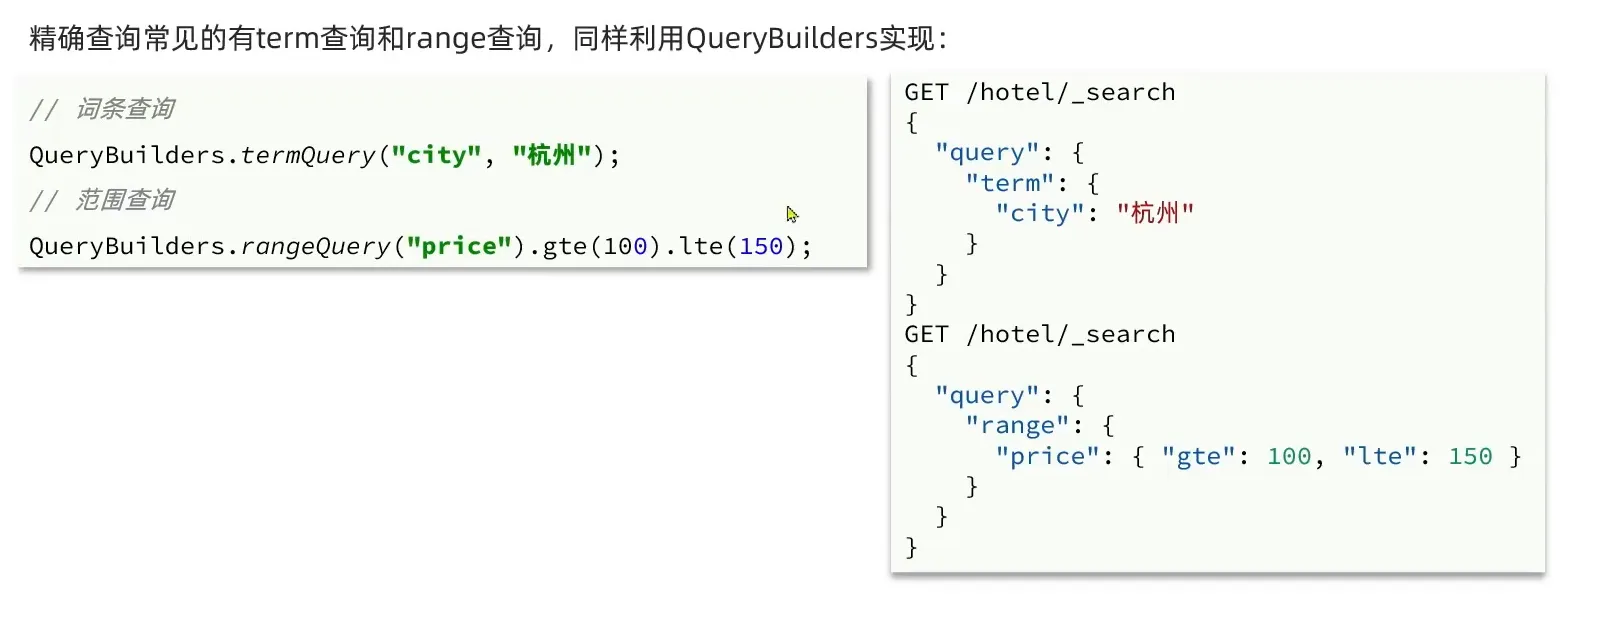 精确查询常见的有term查询和range查询，同样利用QueryBuilders实现：
// 词条查询
QueryBuilders.termQuery("city", "杭州");
// 范围查询
QueryBuilders.rangeQuery("price").gte(100).lte(150);
GET /hotel/_search
{
  "query": {
    "term": {
      "city": "杭州"
    }
  }
}
GET /hotel/_search
{
  "query": {
    "range": {
      "price": { "gte": 100, "lte": 150 }
    }
  }
}